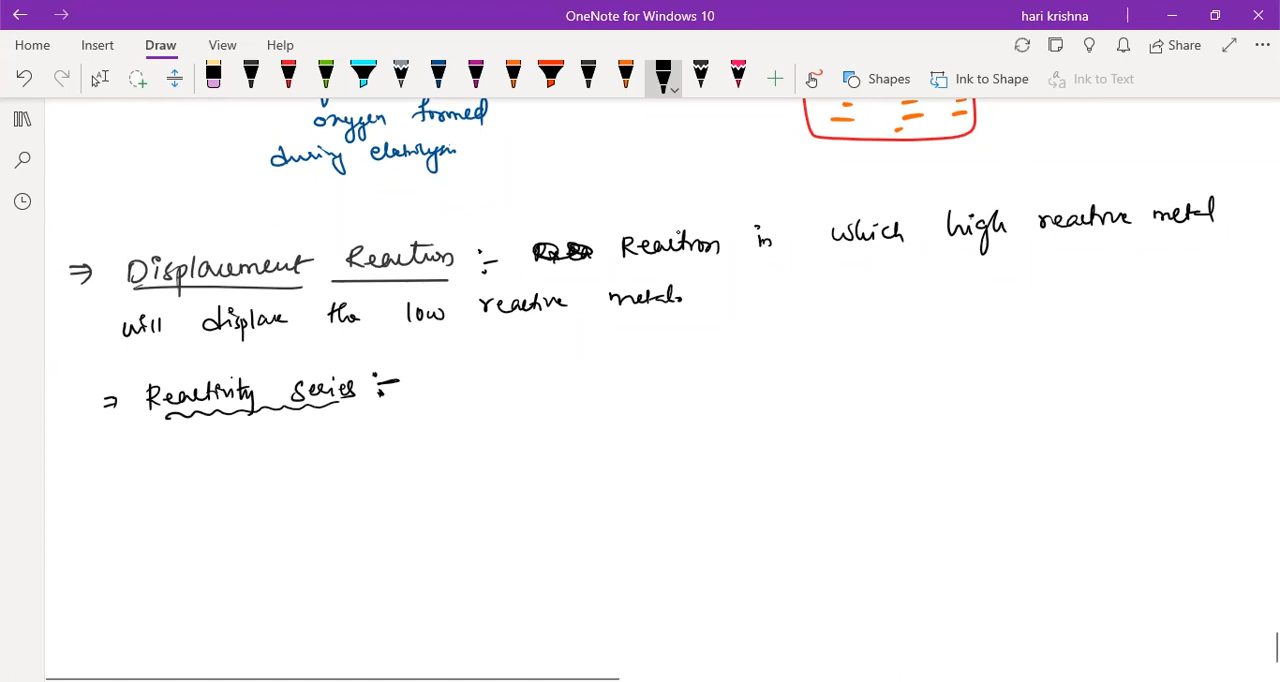 OneNote for Windows 10
hari krishna
Home Insert Draw View Help
Share
Shapes
Ink to Shape
Ink to Text
oxygen formed
during eletrolysis
⇒ Displacement Reaction :- Reaction in which high reactive metal
will displace the low reactive metals
⇒ Reactivity series :-